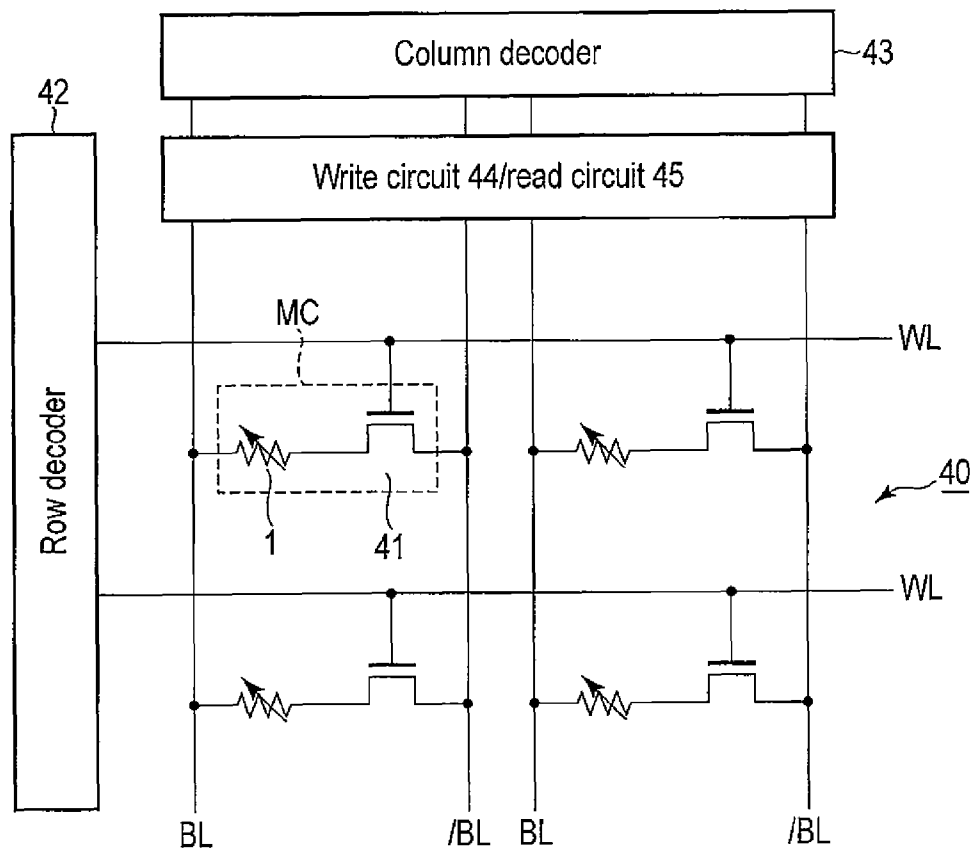 Column decoder
43
42
Write circuit 44/read circuit 45
MC
WL
Row decoder
1
41
40
WL
BL
/BL
BL
/BL